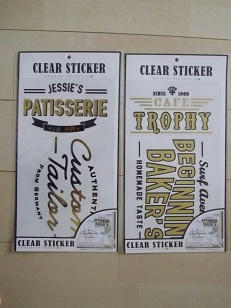 CLEAR STICKER
JESSIE'S
PATISSERIE
Custom
Tailor
AUTHENTIC
FROM GERMANY
CLEAR STICKER
CLEAR STICKER
SINCE 1969
CAFE
TROPHY
BEGINNIN
BAKER'S
Surf Ave
HOMEMADE TASTE
CLEAR STICKER